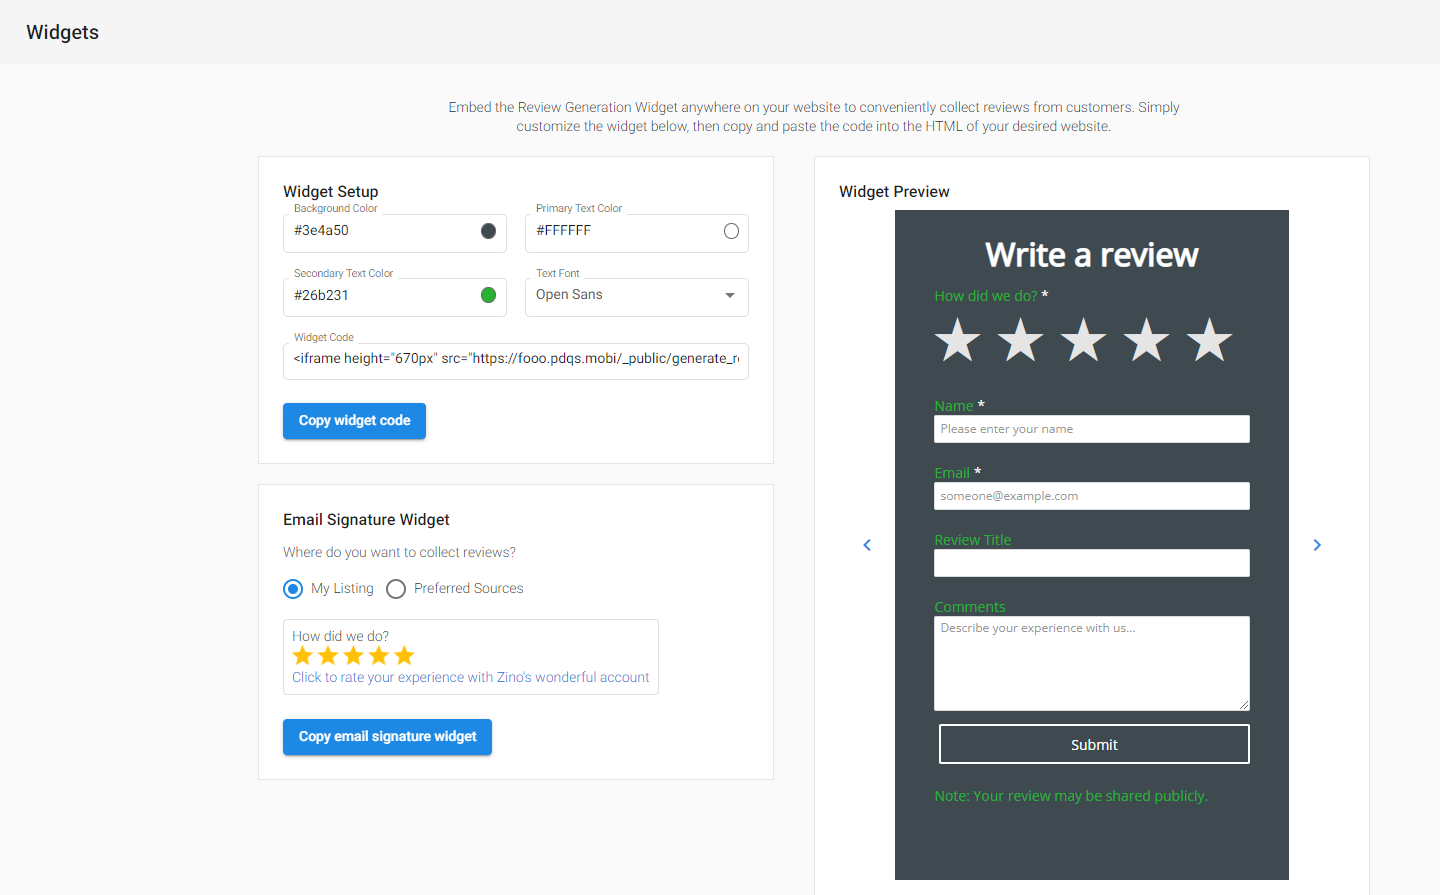 Widgets
Embed the Review Generation Widget anywhere on your website to conveniently collect reviews from customers. Simply
customize the widget below, then copy and paste the code into the HTML of your desired website.
Widget Setup
Background Color
#3e4a50
Primary Text Color
#FFFFFF
Secondary Text Color
#26b231
Text Font
Open Sans
Widget Code
<iframe height="670px" src="https://fooo.pdqs.mobi/_public/generate_re
Copy widget code
Email Signature Widget
Where do you want to collect reviews?
My Listing
Preferred Sources
How did we do?
Click to rate your experience with Zino's wonderful account
Copy email signature widget
Widget Preview
Write a review
How did we do? *
Name *
Please enter your name
Email *
someone@example.com
Review Title
Comments
Describe your experience with us...
Submit
Note: Your review may be shared publicly.